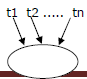 t1 t2 ..... tn